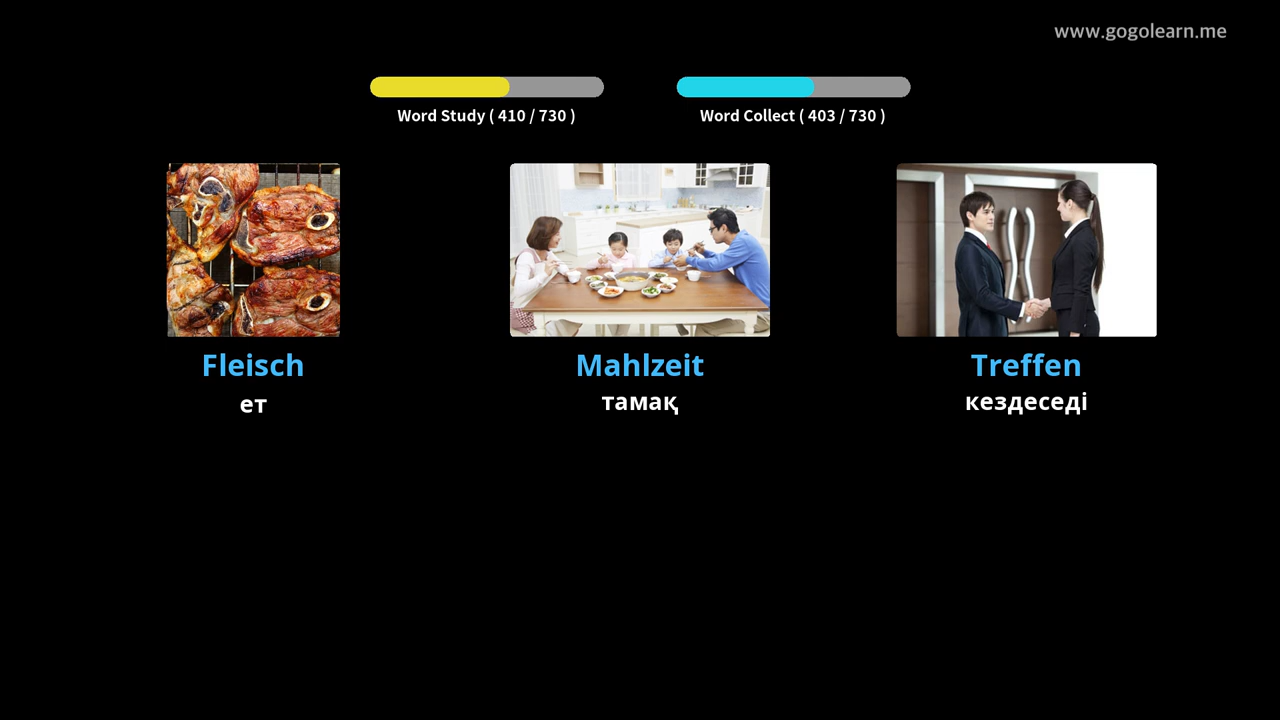 www.gogolearn.me
Word Study ( 410 / 730 )
Word Collect ( 403 / 730 )
Fleisch
ет
Mahlzeit
тамақ
Treffen
кездеседі